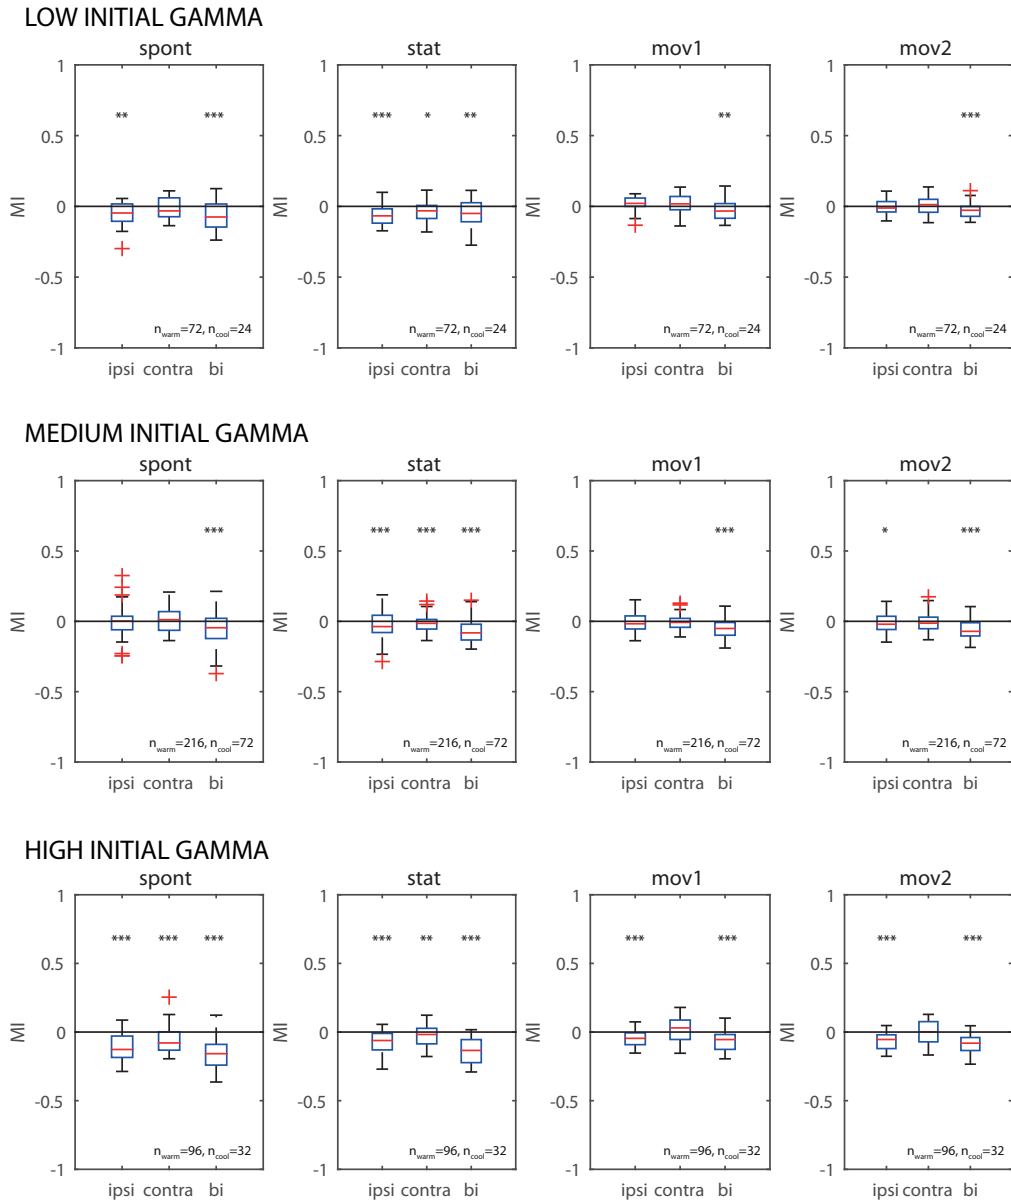 LOW INITIAL GAMMA
spont stat mov1 mov2
1 1 1 1
** *** *** * ** ** ***
0.5 0.5 0.5 0.5
MI MI MI MI
0 0 0 0
-0.5 -0.5 -0.5 -0.5
n_warm=72, n_cool=24 n_warm=72, n_cool=24 n_warm=72, n_cool=24 n_warm=72, n_cool=24
-1 -1 -1 -1
ipsi contra bi ipsi contra bi ipsi contra bi ipsi contra bi
MEDIUM INITIAL GAMMA
spont stat mov1 mov2
1 1 1 1
*** *** *** *** *** * ***
0.5 0.5 0.5 0.5
MI MI MI MI
0 0 0 0
-0.5 -0.5 -0.5 -0.5
n_warm=216, n_cool=72 n_warm=216, n_cool=72 n_warm=216, n_cool=72 n_warm=216, n_cool=72
-1 -1 -1 -1
ipsi contra bi ipsi contra bi ipsi contra bi ipsi contra bi
HIGH INITIAL GAMMA
spont stat mov1 mov2
1 1 1 1
*** *** *** *** ** *** *** *** *** ***
0.5 0.5 0.5 0.5
MI MI MI MI
0 0 0 0
-0.5 -0.5 -0.5 -0.5
n_warm=96, n_cool=32 n_warm=96, n_cool=32 n_warm=96, n_cool=32 n_warm=96, n_cool=32
-1 -1 -1 -1
ipsi contra bi ipsi contra bi ipsi contra bi ipsi contra bi